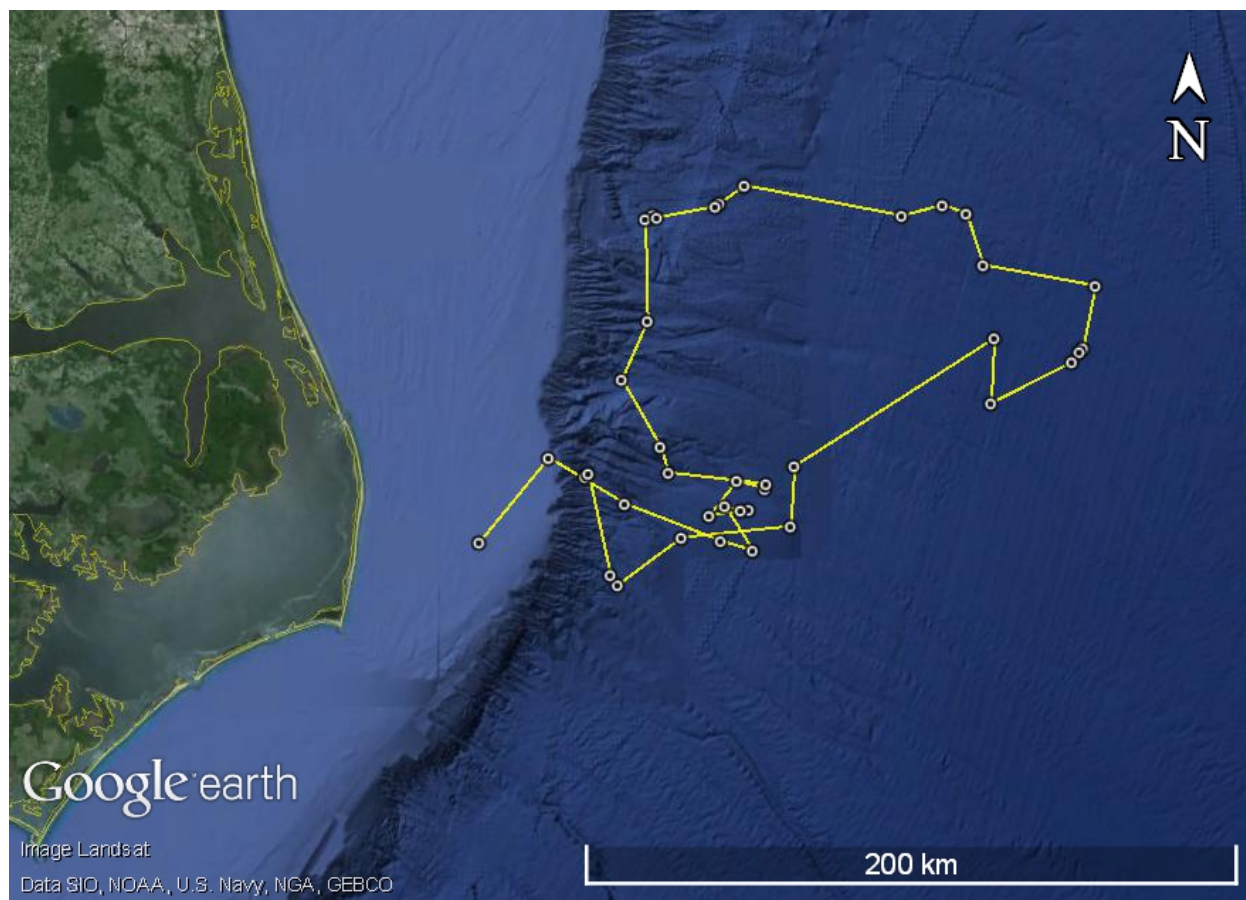 N
Google earth
Image Landsat
Data SIO, NOAA, U.S. Navy, NGA, GEBCO
200 km